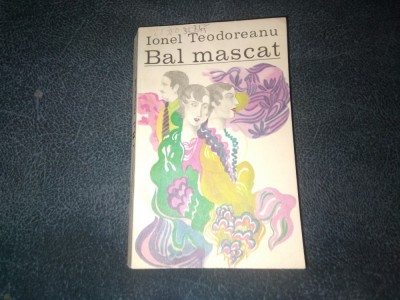 Ionel Teodoreanu
Bal mascat